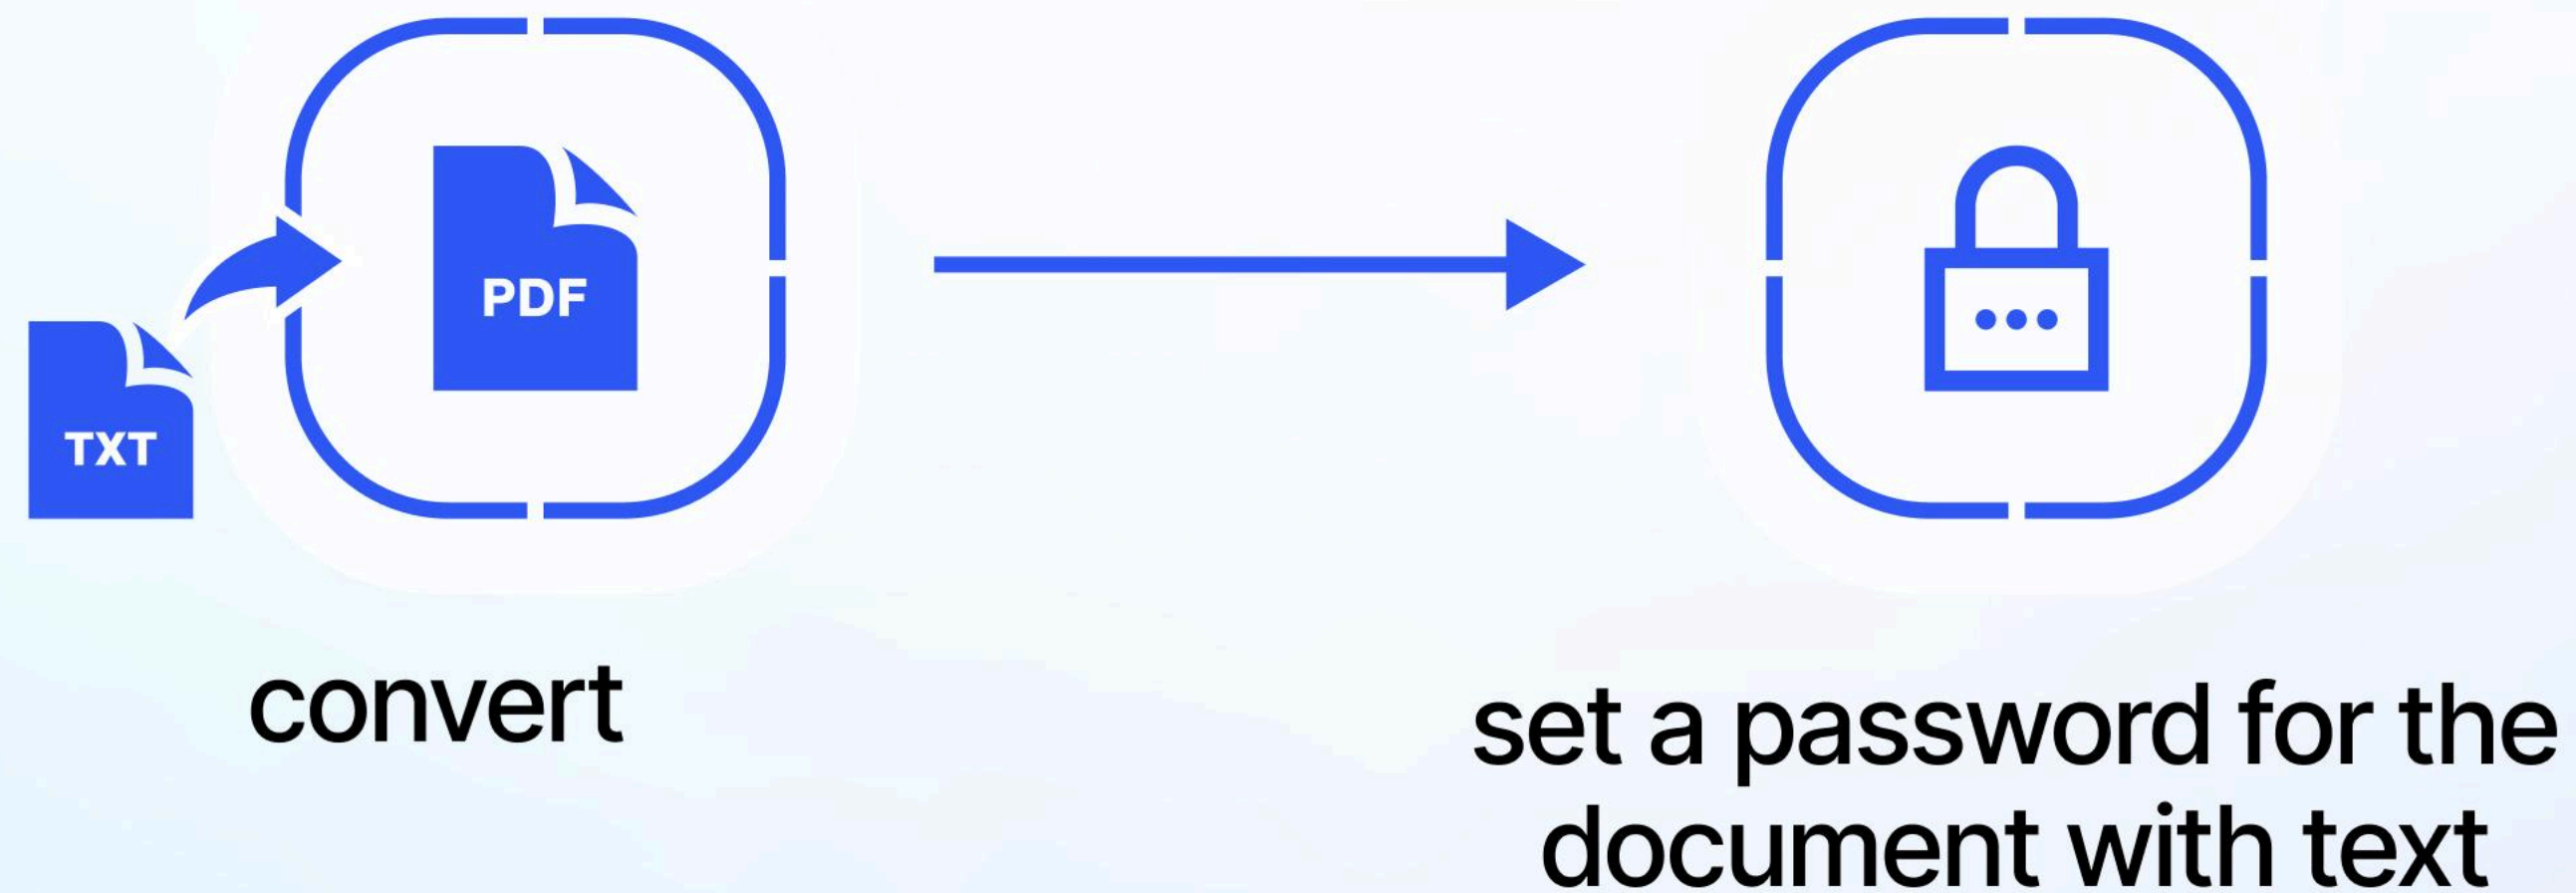 PDF
TXT
convert
set a password for the
document with text